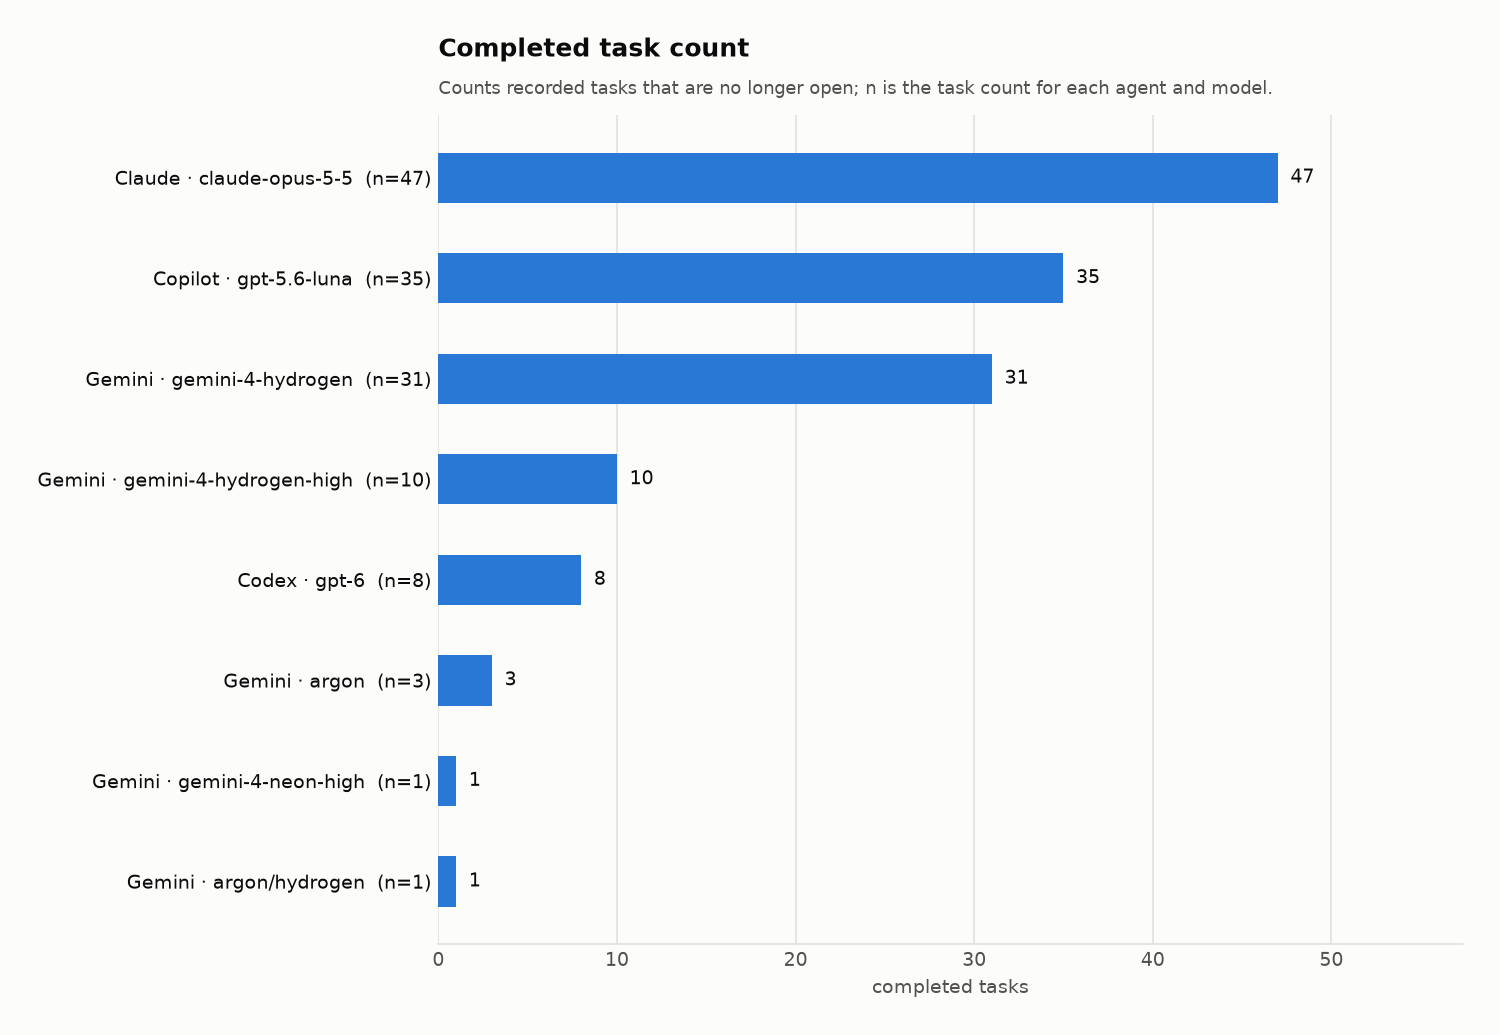 Completed task count
Counts recorded tasks that are no longer open; n is the task count for each agent and model.
Claude · claude-opus-5-5 (n=47) 47
Copilot · gpt-5.6-luna (n=35) 35
Gemini · gemini-4-hydrogen (n=31) 31
Gemini · gemini-4-hydrogen-high (n=10) 10
Codex · gpt-6 (n=8) 8
Gemini · argon (n=3) 3
Gemini · gemini-4-neon-high (n=1) 1
Gemini · argon/hydrogen (n=1) 1
0 10 20 30 40 50
completed tasks